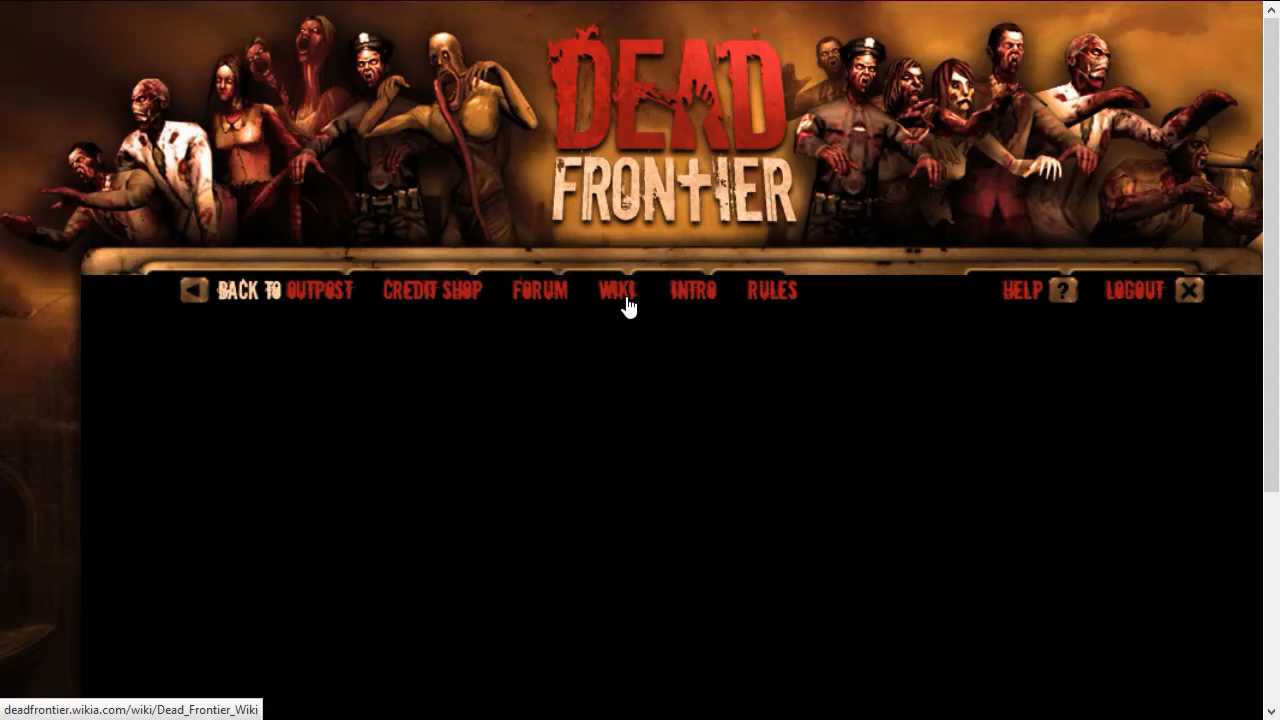 DEAD
FRONTIER
BACK TO OUTPOST CREDIT SHOP FORUM WIKI INTRO RULES HELP ? LOGOUT
deadfrontier.wikia.com/wiki/Dead_Frontier_Wiki